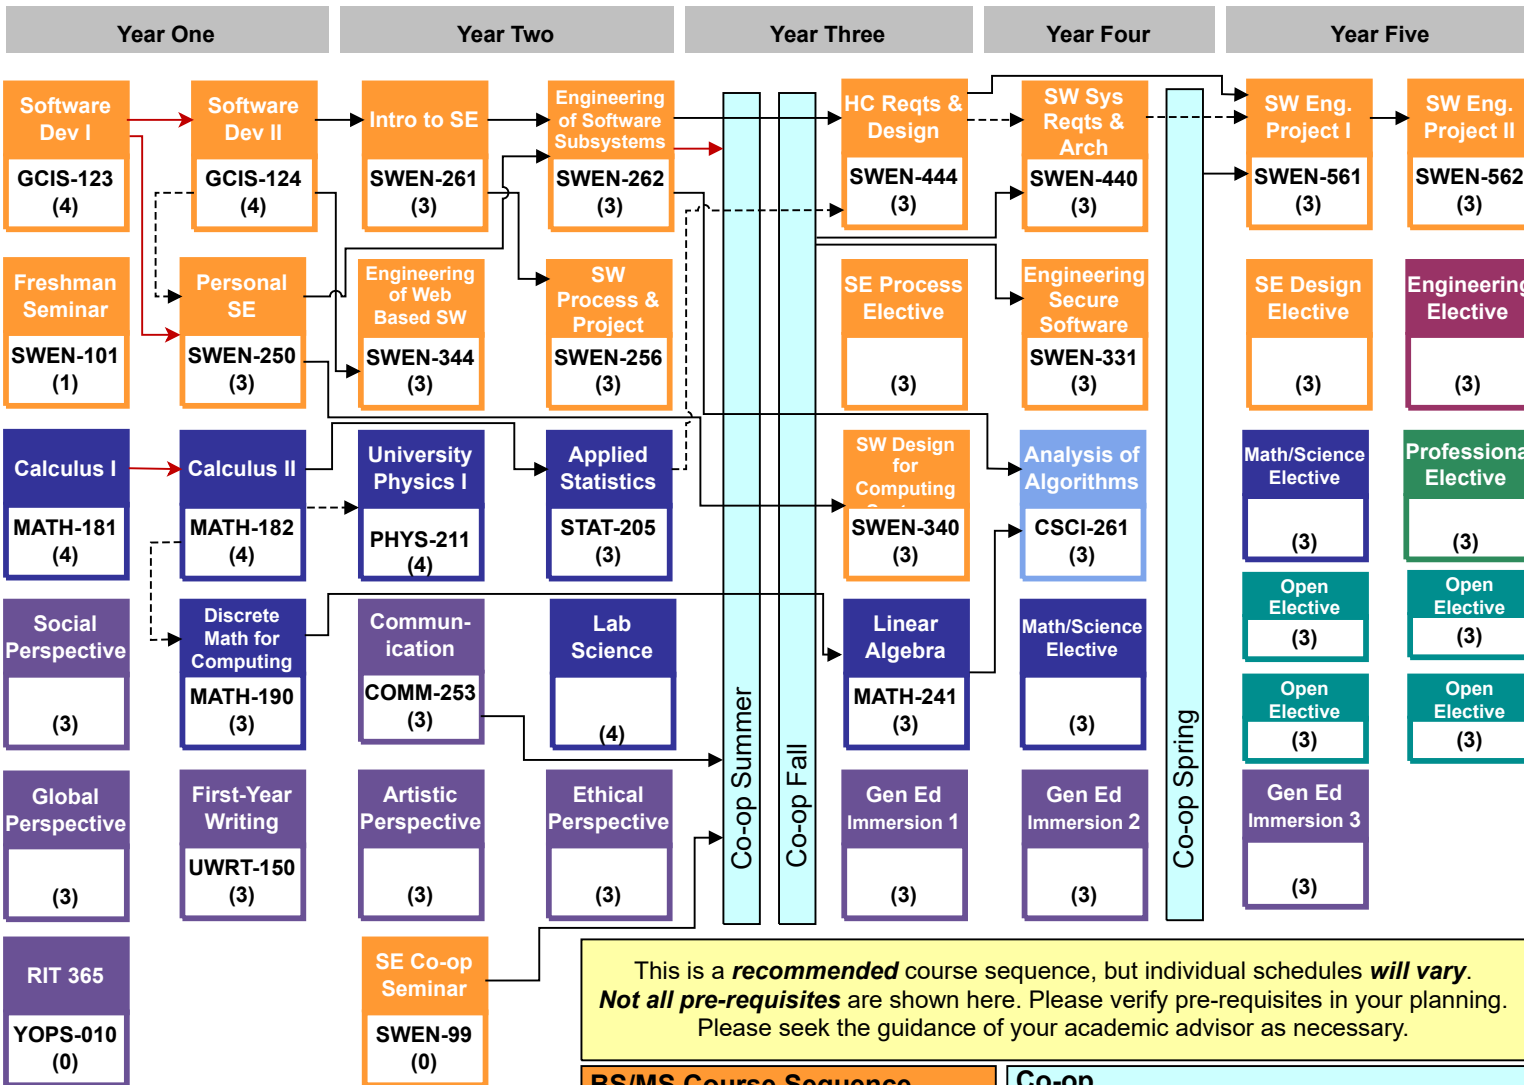 Year One
Year Two
Year Three
Year Four
Year Five
Software
Dev I
GCIS-123
(4)
Software
Dev II
GCIS-124
(4)
Intro to SE
SWEN-261
(3)
Engineering
of Software
Subsystems
SWEN-262
(3)
HC Reqts &
Design
SWEN-444
(3)
SW Sys
Reqts &
Arch
SWEN-440
(3)
SW Eng.
Project I
SWEN-561
(3)
SW Eng.
Project II
SWEN-562
(3)
Freshman
Seminar
SWEN-101
(1)
Personal
SE
SWEN-250
(3)
Engineering
of Web
Based SW
SWEN-344
(3)
SW
Process &
Project
SWEN-256
(3)
SE Process
Elective
(3)
Engineering
Secure
Software
SWEN-331
(3)
SE Design
Elective
(3)
Engineering
Elective
(3)
Calculus I
MATH-181
(4)
Calculus II
MATH-182
(4)
University
Physics I
PHYS-211
(4)
Applied
Statistics
STAT-205
(3)
SW Design
for
Computing
SWEN-340
(3)
Analysis of
Algorithms
CSCI-261
(3)
Math/Science
Elective
(3)
Professional
Elective
(3)
Social
Perspective
(3)
Discrete
Math for
Computing
MATH-190
(3)
Commun-
ication
COMM-253
(3)
Lab
Science
(4)
Linear
Algebra
MATH-241
(3)
Math/Science
Elective
(3)
Open
Elective
(3)
Open
Elective
(3)
Open
Elective
(3)
Open
Elective
(3)
Global
Perspective
(3)
First-Year
Writing
UWRT-150
(3)
Artistic
Perspective
(3)
Ethical
Perspective
(3)
Co-op Summer
Co-op Fall
Gen Ed
Immersion 1
(3)
Gen Ed
Immersion 2
(3)
Co-op Spring
Gen Ed
Immersion 3
(3)
RIT 365
YOPS-010
(0)
SE Co-op
Seminar
SWEN-99
(0)
This is a recommended course sequence, but individual schedules will vary.
Not all pre-requisites are shown here. Please verify pre-requisites in your planning.
Please seek the guidance of your academic advisor as necessary.
BS/MS Course Sequence
Co-op